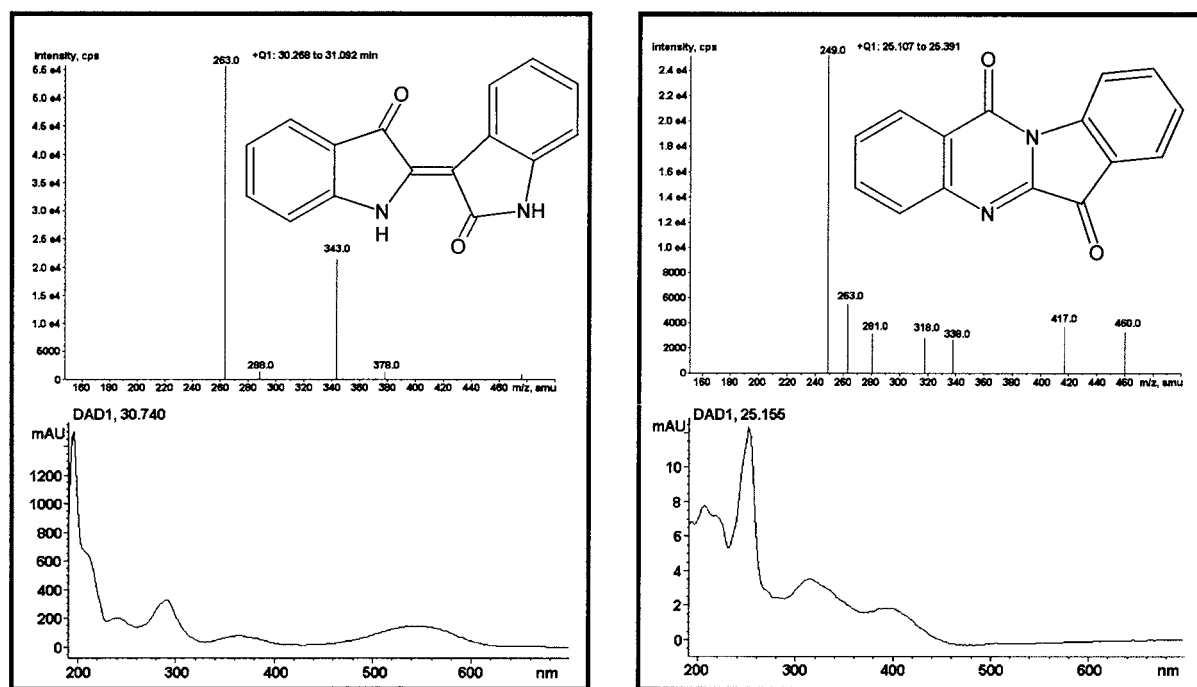 Intensity, cps
263.0
+Q1: 30.268 to 31.092 min
6.5 e4
6.0 e4
5.5 e4
5.0 e4
4.5 e4
4.0 e4
3.5 e4
3.0 e4
2.5 e4
2.0 e4
1.5 e4
1.0 e4
5000
0
343.0
288.0
378.0
O
N
H
O
NH
160 180 200 220 240 260 280 300 320 340 360 380 400 420 440 460 480 m/z, amu
DAD1, 30.740
mAU
1200
1000
800
600
400
200
0
200 300 400 500 600 nm
Intensity, cps
249.0
+Q1: 25.107 to 25.391
2.4 e4
2.2 e4
2.0 e4
1.8 e4
1.6 e4
1.4 e4
1.2 e4
1.0 e4
8000
6000
4000
2000
0
263.0
281.0
318.0
338.0
417.0
460.0
O
N
N
O
160 180 200 220 240 260 280 300 320 340 360 380 400 420 440 460 m/z, amu
DAD1, 25.155
mAU
10
8
6
4
2
0
200 300 400 500 600 nm